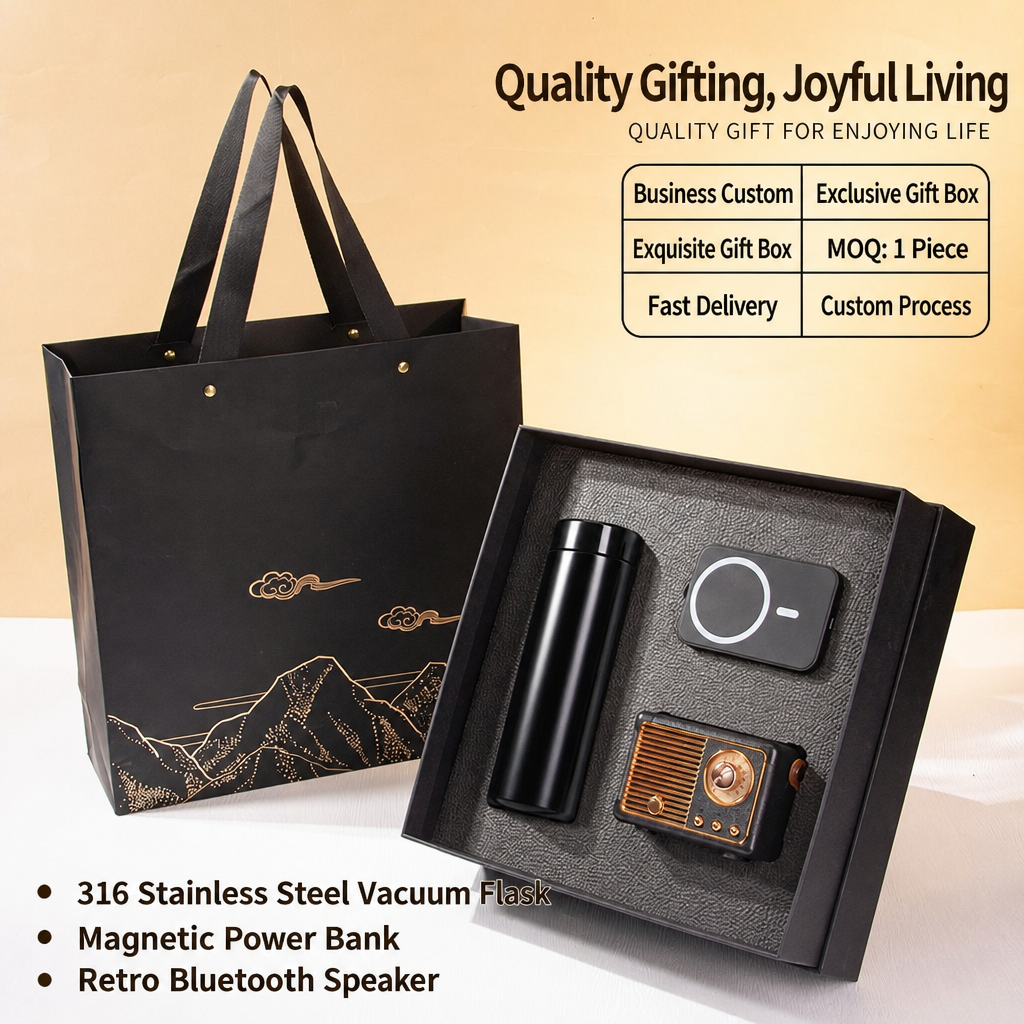 Quality Gifting, Joyful Living
QUALITY GIFT FOR ENJOYING LIFE
Business Custom
Exclusive Gift Box
Exquisite Gift Box
MOQ: 1 Piece
Fast Delivery
Custom Process
• 316 Stainless Steel Vacuum Flask
• Magnetic Power Bank
• Retro Bluetooth Speaker